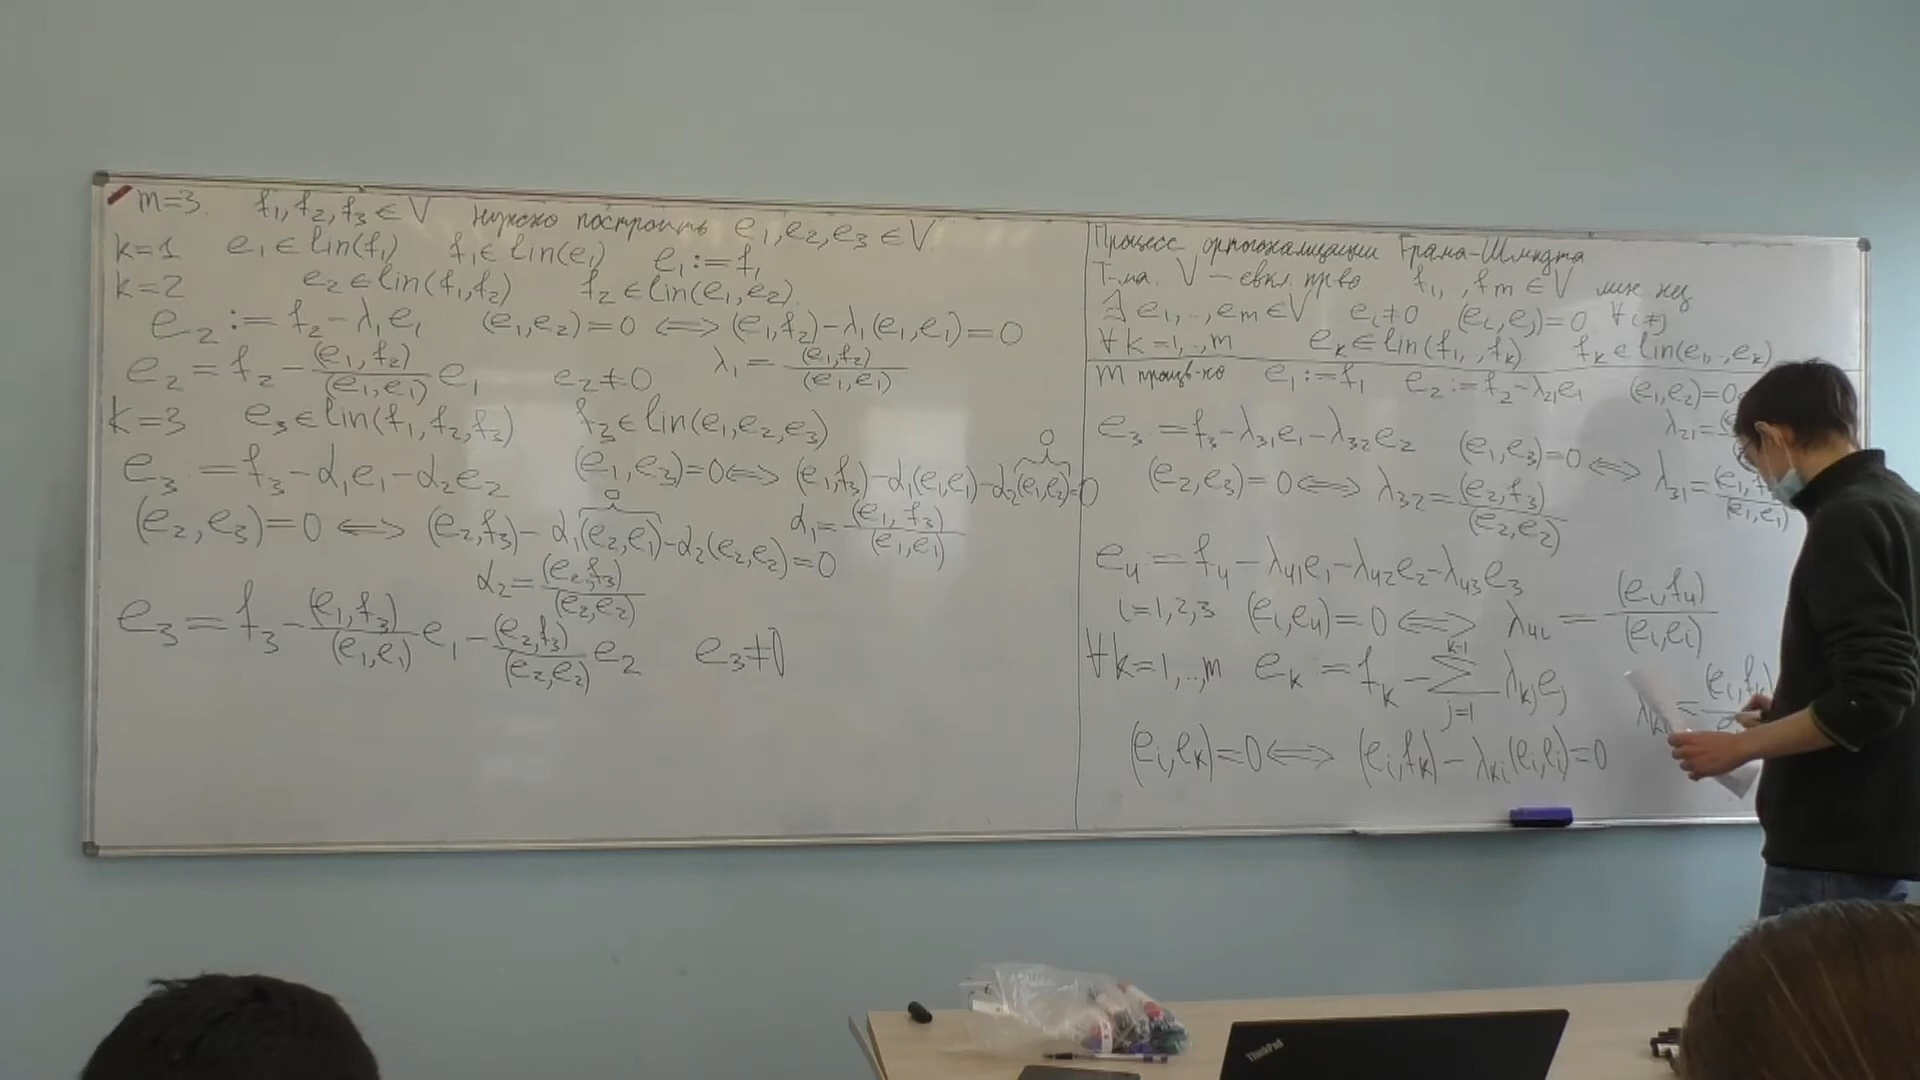 m=3. f₁, f₂, f₃ ∈ V нужно построить e₁, e₂, e₃ ∈ V
k=1 e₁ ∈ lin(f₁) f₁ ∈ lin(e₁) e₁ := f₁
k=2 e₂ ∈ lin(f₁, f₂) f₂ ∈ lin(e₁, e₂)
e₂ := f₂ - λ₁e₁ (e₁, e₂) = 0 ⟺ (e₁, f₂) - λ₁(e₁, e₁) = 0
e₂ = f₂ - (e₁, f₂)/(e₁, e₁) e₁ e₂ ≠ 0 λ₁ = (e₁, f₂)/(e₁, e₁)
k=3 e₃ ∈ lin(f₁, f₂, f₃) f₃ ∈ lin(e₁, e₂, e₃)
e₃ = f₃ - α₁e₁ - α₂e₂ (e₁, e₃) = 0 ⟺ (e₁, f₃) - α₁(e₁, e₁) - α₂(e₁, e₂) = 0
0
(e₂, e₃) = 0 ⟺ (e₂, f₃) - α₁(e₂, e₁) - α₂(e₂, e₂) = 0 α₁ = (e₁, f₃)/(e₁, e₁)
0
α₂ = (e₂, f₃)/(e₂, e₂)
e₃ = f₃ - (e₁, f₃)/(e₁, e₁) e₁ - (e₂, f₃)/(e₂, e₂) e₂ e₃ ≠ 0
Процесс ортогонализации Грама-Шмидта
Т-ма. V — евкл. пр-во f₁, .., fₘ ∈ V лин. нез
∃ e₁, .., eₘ ∈ V eᵢ ≠ 0 (eᵢ, eⱼ) = 0 ∀ i ≠ j
∀ k = 1, .., m eₖ ∈ lin(f₁, .., fₖ) fₖ ∈ lin(e₁, .., eₖ)
m произв-но e₁ := f₁ e₂ := f₂ - λ₂₁e₁ (e₁, e₂) = 0
λ₂₁ =
e₃ = f₃ - λ₃₁e₁ - λ₃₂e₂ (e₁, e₃) = 0 ⟺ λ₃₁ = (e₁, f₃)/(e₁, e₁)
(e₂, e₃) = 0 ⟺ λ₃₂ = (e₂, f₃)/(e₂, e₂)
e₄ = f₄ - λ₄₁e₁ - λ₄₂e₂ - λ₄₃e₃
i = 1, 2, 3 (eᵢ, e₄) = 0 ⟺ λ₄ᵢ = (eᵢ, f₄)/(eᵢ, eᵢ)
∀ k = 1, .., m eₖ = fₖ - ∑_{j=1}^{k-1} λₖⱼeⱼ
(eᵢ, eₖ) = 0 ⟺ (eᵢ, fₖ) - λₖᵢ(eᵢ, eᵢ) = 0
ThinkPad